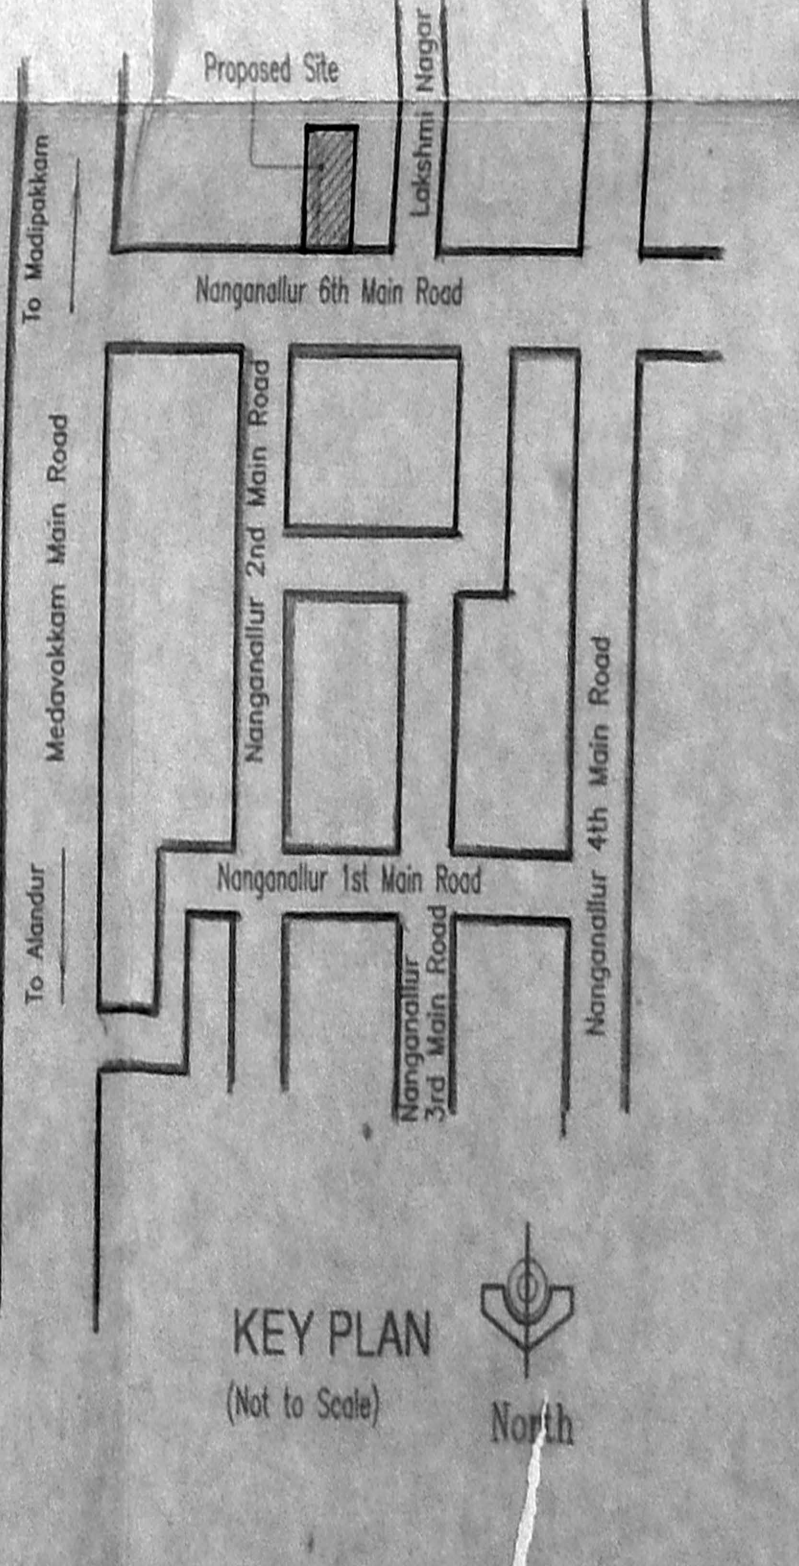 Proposed Site
Lakshmi Nagar
To Madipakkam
Nanganallur 6th Main Road
Medavakkam Main Road
Nanganallur 2nd Main Road
Nanganallur 4th Main Road
To Alandur
Nanganallur 1st Main Road
Nanganallur
3rd Main Road
KEY PLAN
(Not to Scale)
North